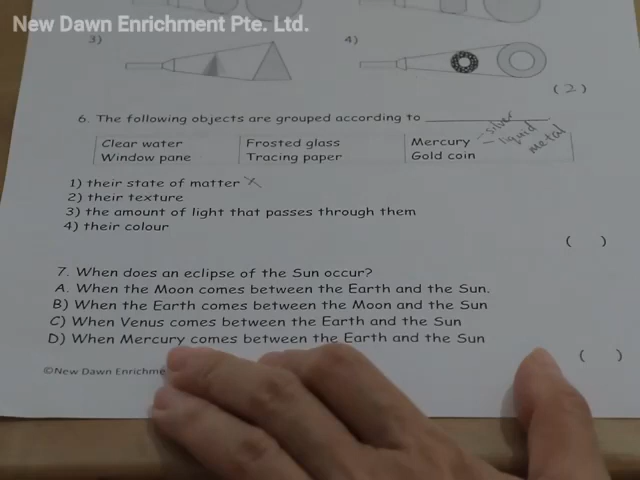 New Dawn Enrichment Pte. Ltd.
3)
4)
(2)
6. The following objects are grouped according to ____________
Clear water
Window pane
Frosted glass
Tracing paper
Mercury - silver
- liquid
metal
Gold coin
1) their state of matter X
2) their texture
3) the amount of light that passes through them
4) their colour
( )
7. When does an eclipse of the Sun occur?
A. When the Moon comes between the Earth and the Sun.
B) When the Earth comes between the Moon and the Sun
C) When Venus comes between the Earth and the Sun
D) When Mercury comes between the Earth and the Sun
( )
©New Dawn Enrichme